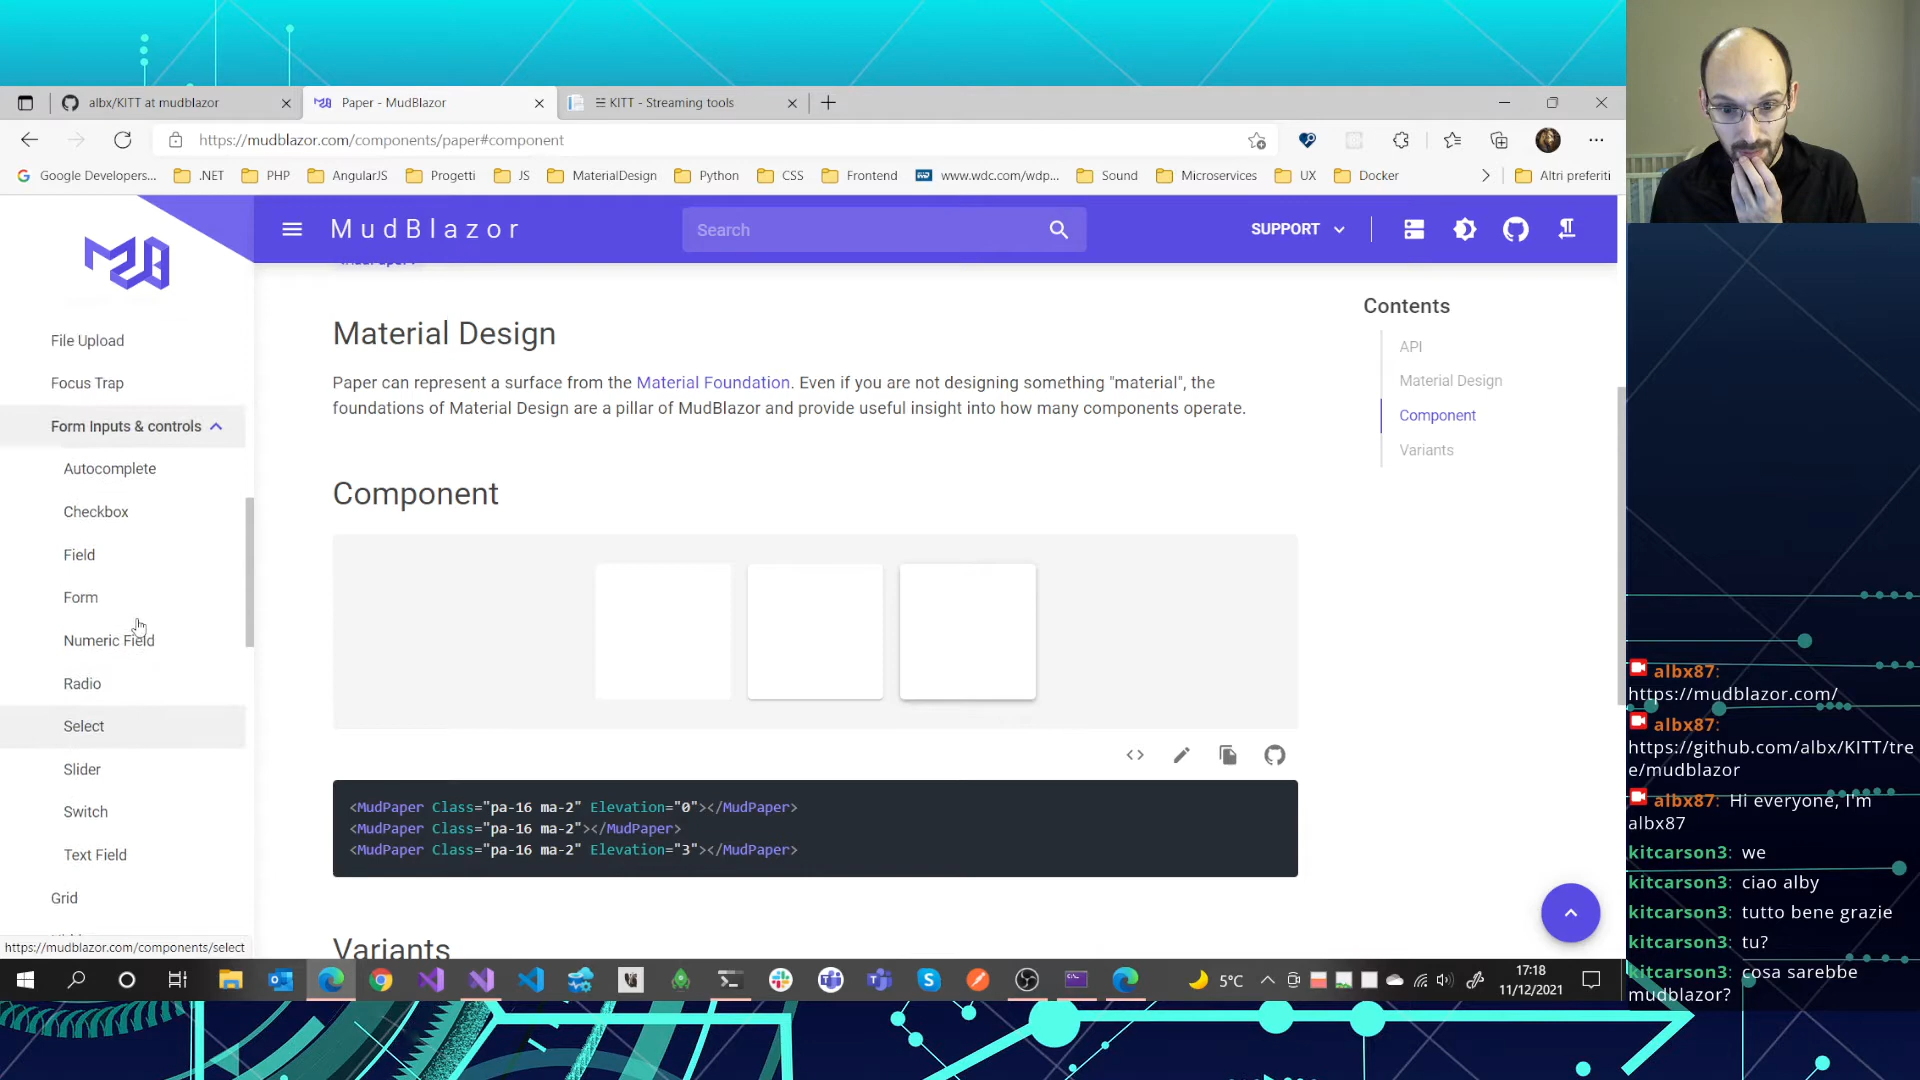 albx/KITT at mudblazor
Paper - MudBlazor
KITT - Streaming tools
https://mudblazor.com/components/paper#component
Google Developers...
.NET
PHP
AngularJS
Progetti
JS
MaterialDesign
Python
CSS
Frontend
www.wdc.com/wdp...
Sound
Microservices
UX
Docker
Altri preferiti
MudBlazor
Search
SUPPORT
File Upload
Focus Trap
Form Inputs & controls
Autocomplete
Checkbox
Field
Form
Numeric Field
Radio
Select
Slider
Switch
Text Field
Grid
https://mudblazor.com/components/select
Material Design
Paper can represent a surface from the Material Foundation. Even if you are not designing something "material", the
foundations of Material Design are a pillar of MudBlazor and provide useful insight into how many components operate.
Component
<MudPaper Class="pa-16 ma-2" Elevation="0"></MudPaper>
<MudPaper Class="pa-16 ma-2"></MudPaper>
<MudPaper Class="pa-16 ma-2" Elevation="3"></MudPaper>
Variants
Contents
API
Material Design
Component
Variants
albx87:
https://mudblazor.com/
albx87:
https://github.com/albx/KITT/tre
e/mudblazor
albx87: Hi everyone, I'm
albx87
kitcarson3: we
kitcarson3: ciao alby
kitcarson3: tutto bene grazie
kitcarson3: tu?
kitcarson3: cosa sarebbe
mudblazor?
5°C
17:18
11/12/2021